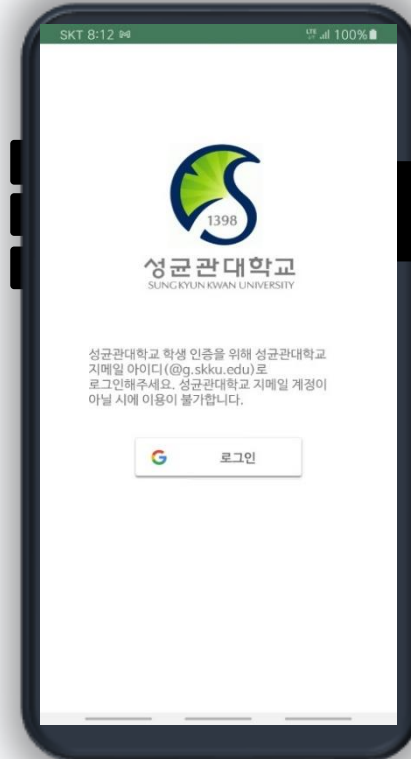 SKT 8:12
LTE 100%
1398
성균관대학교
SUNGKYUNKWAN UNIVERSITY
성균관대학교 학생 인증을 위해 성균관대학교
지메일 아이디(@g.skku.edu)로
로그인해주세요. 성균관대학교 지메일 계정이
아닐 시에 이용이 불가합니다.
G 로그인